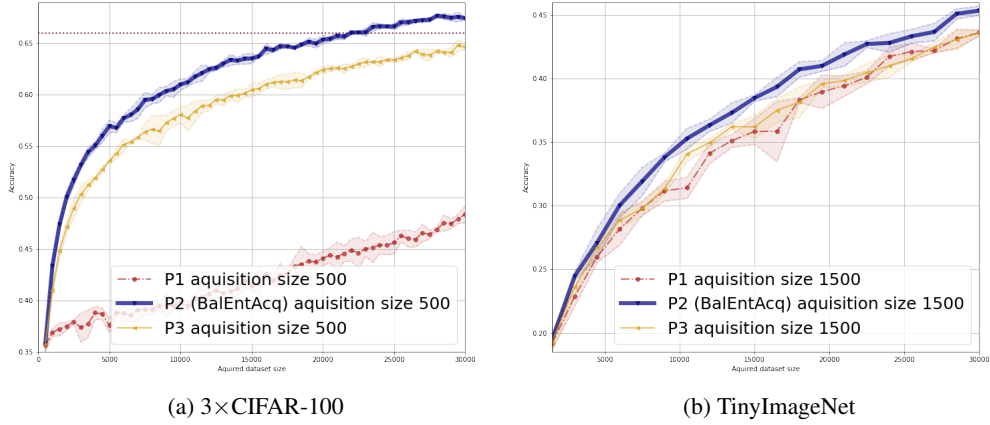 0.65
0.60
0.55
0.50
0.45
0.40
0.35
Accuracy
0 5000 10000 15000 20000 25000 30000
Aquired dataset size
P1 aquisition size 500
P2 (BalEntAcq) aquisition size 500
P3 aquisition size 500
(a) 3×CIFAR-100
0.45
0.40
0.35
0.30
0.25
0.20
Accuracy
5000 10000 15000 20000 25000 30000
Aquired dataset size
P1 aquisition size 1500
P2 (BalEntAcq) aquisition size 1500
P3 aquisition size 1500
(b) TinyImageNet